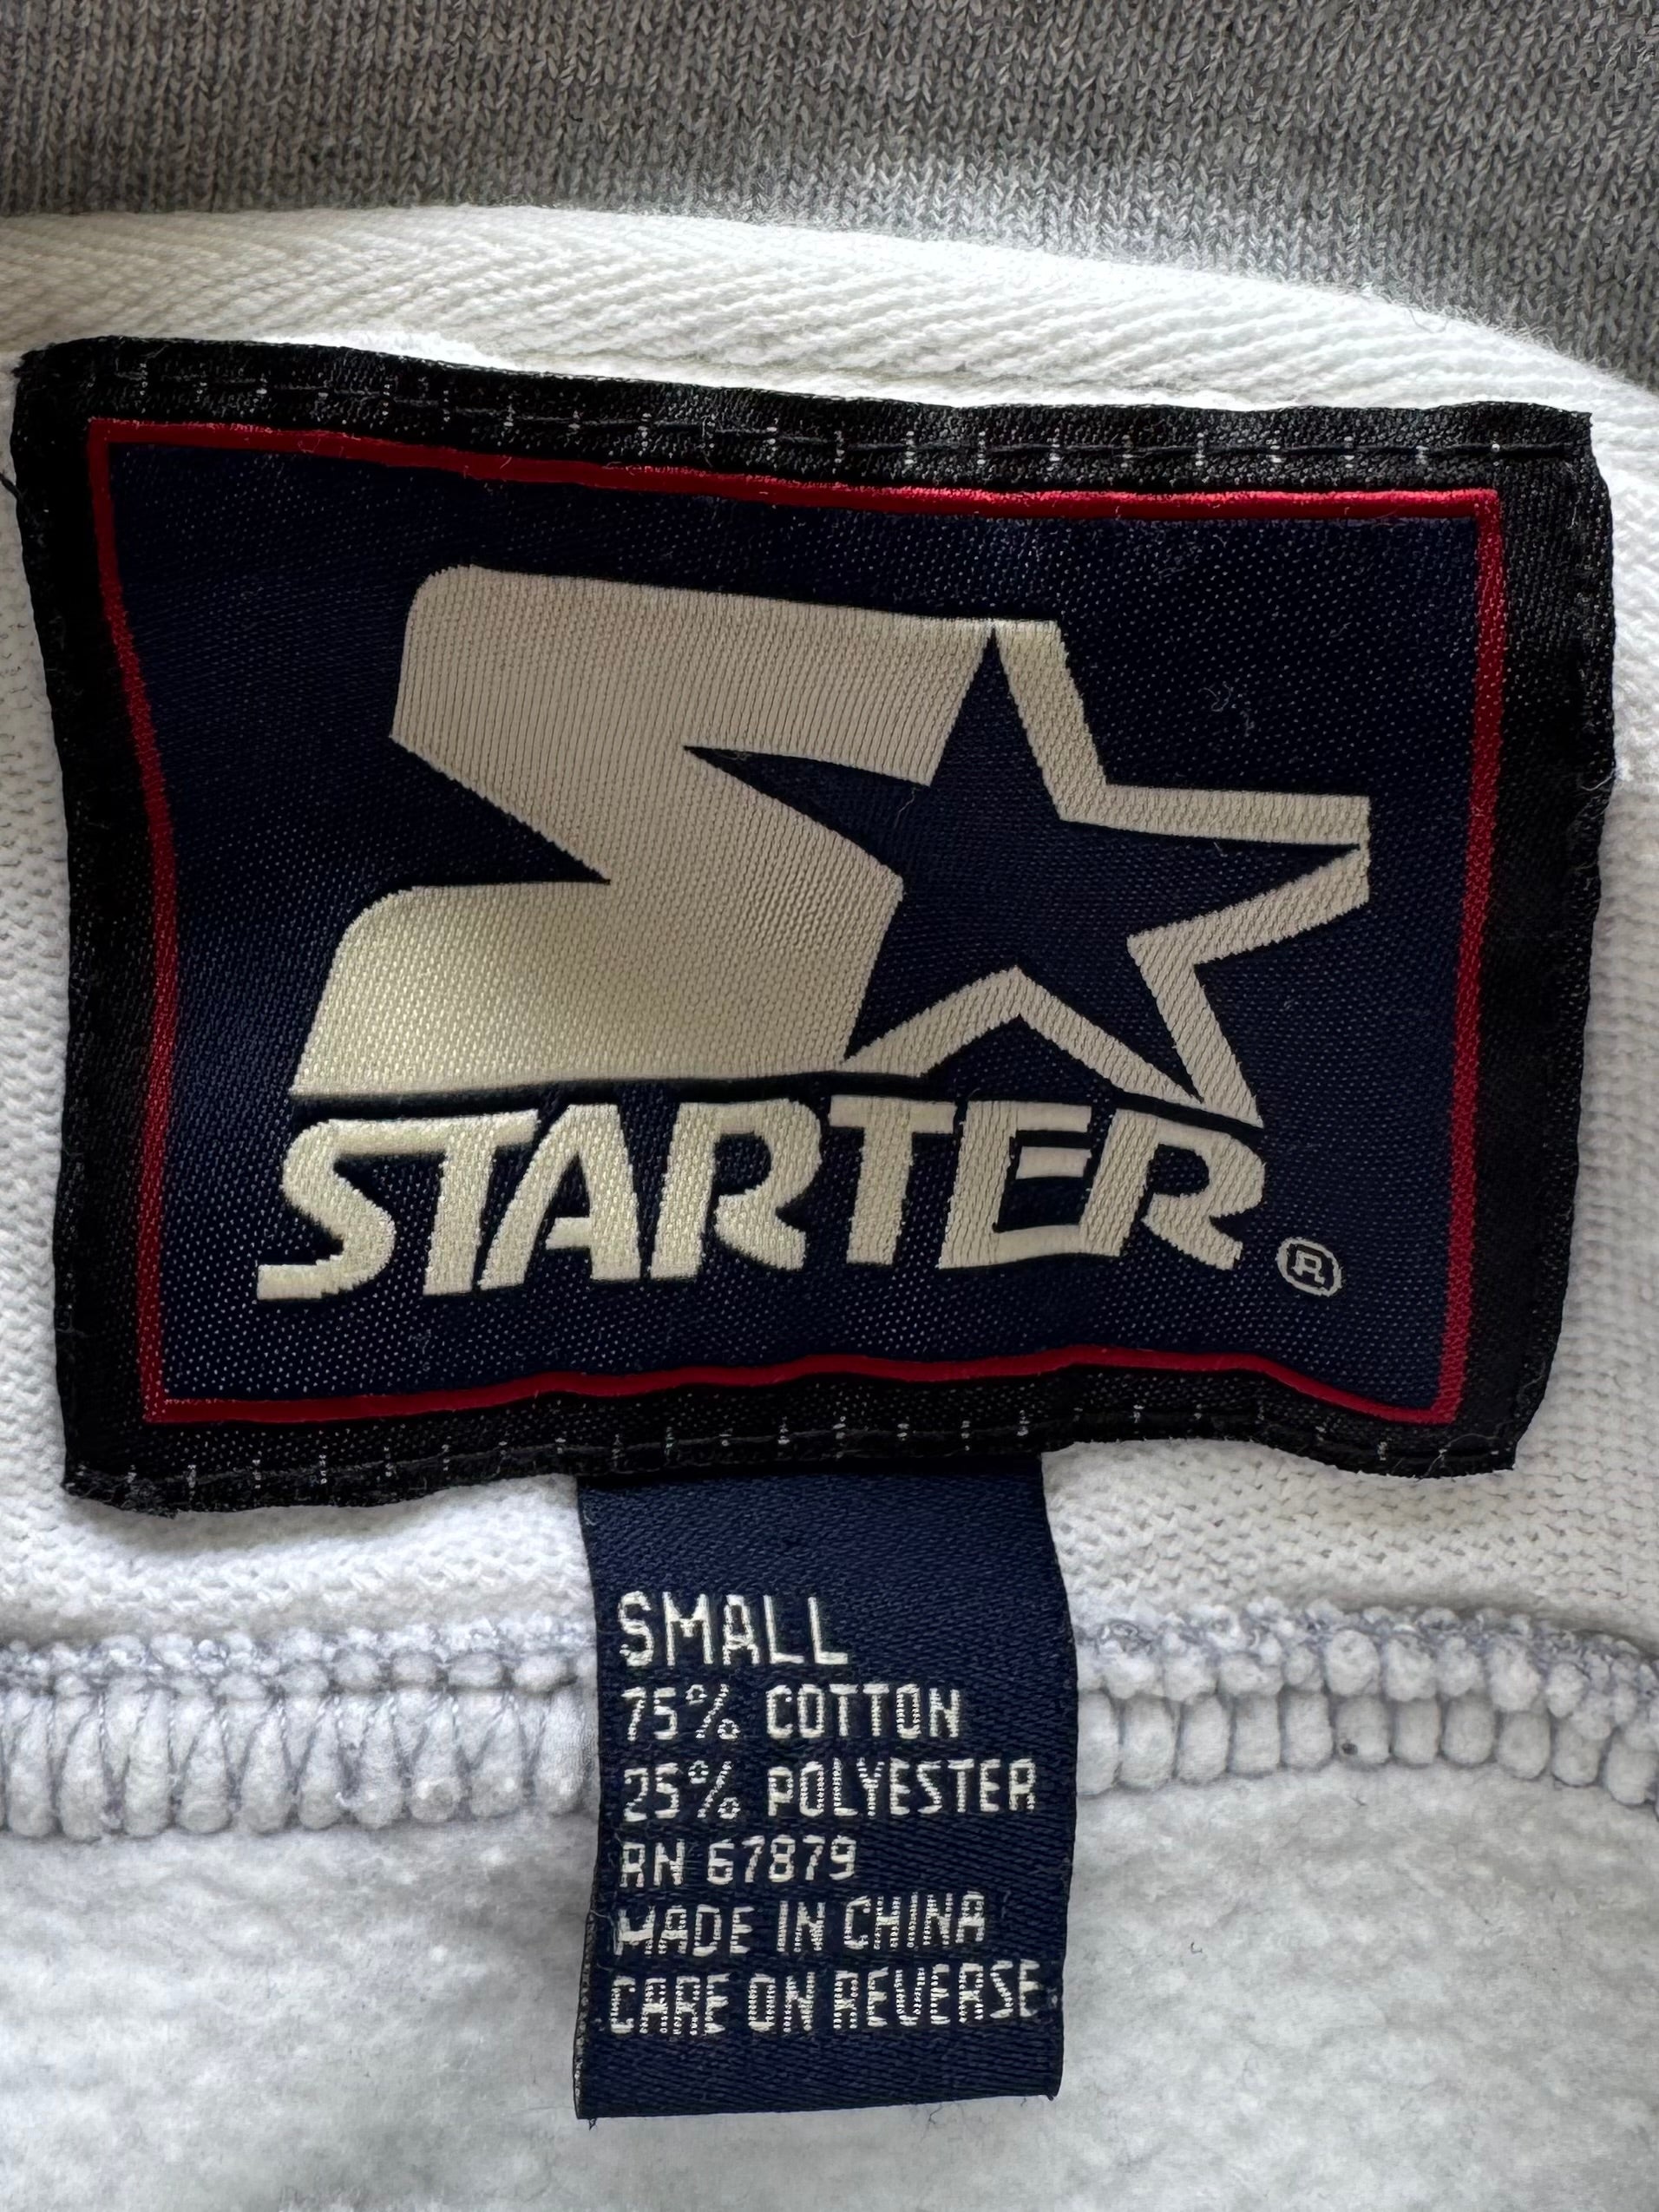 STARTER ®
SMALL
75% COTTON
25% POLYESTER
RN 67879
MADE IN CHINA
CARE ON REVERSE